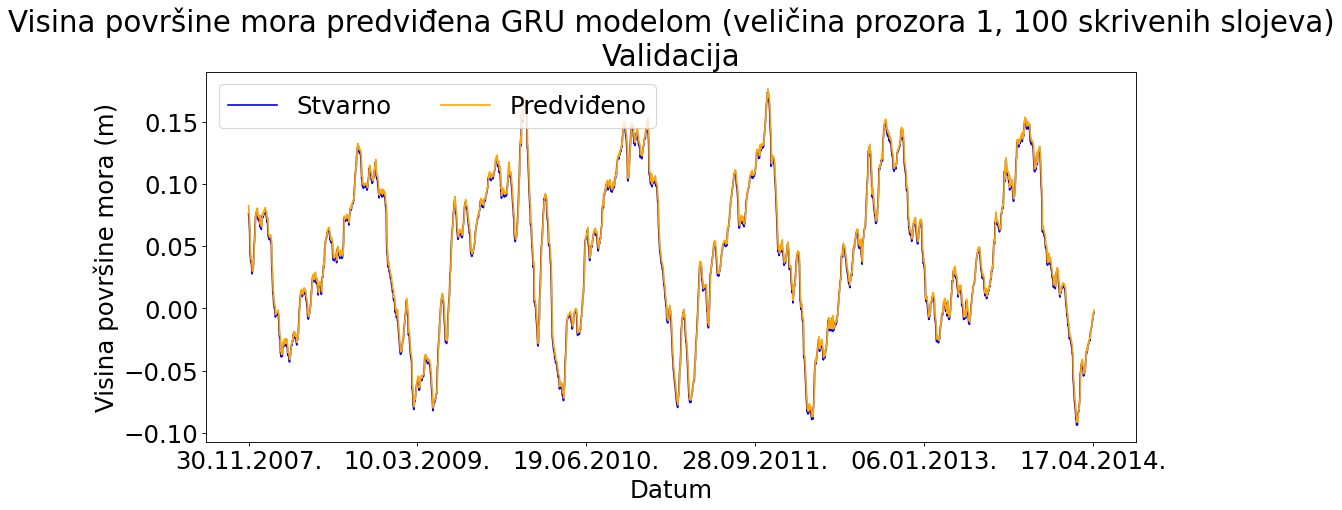 Visina površine mora predviđena GRU modelom (veličina prozora 1, 100 skrivenih slojeva)
Validacija
Stvarno
Predviđeno
Visina površine mora (m)
0.15
0.10
0.05
0.00
−0.05
−0.10
30.11.2007.
10.03.2009.
19.06.2010.
28.09.2011.
06.01.2013.
17.04.2014.
Datum